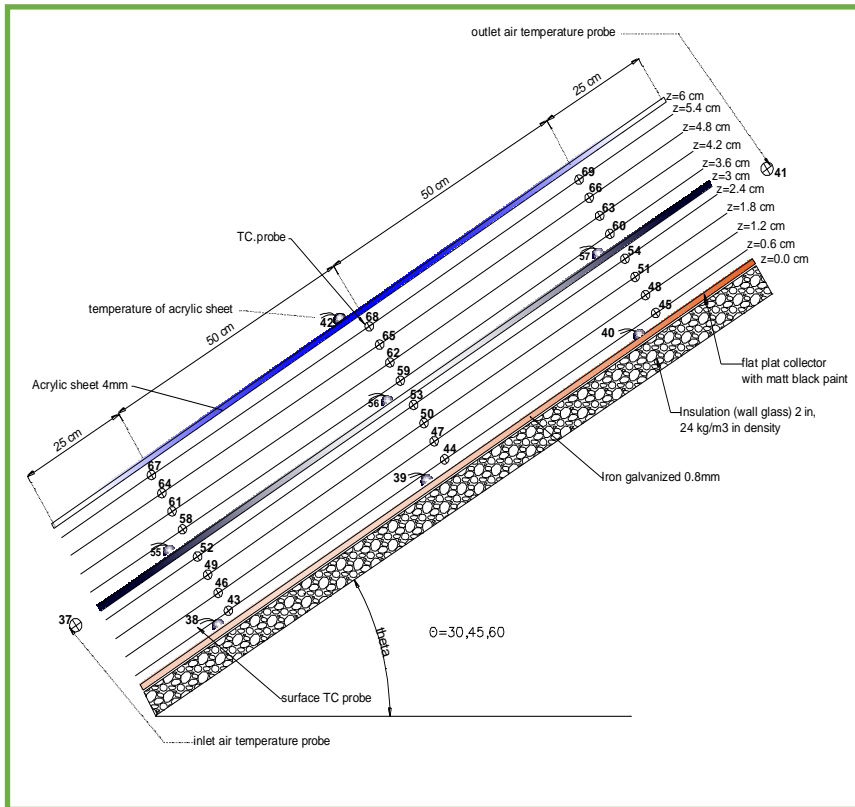 outlet air temperature probe
25 cm
z=6 cm
z=5.4 cm
z=4.8 cm
z=4.2 cm
z=3.6 cm
z=3 cm
z=2.4 cm
z=1.8 cm
z=1.2 cm
z=0.6 cm
z=0.0 cm
41
50 cm
69
66
63
60
57
54
51
48
45
40
TC.probe
temperature of acrylic sheet
42
68
65
62
59
56
53
50
47
44
39
50 cm
Acrylic sheet 4mm
flat plat collector
with matt black paint
Insulation (wall glass) 2 in,
24 kg/m3 in density
Iron galvanized 0.8mm
25 cm
67
64
61
58
55
52
49
46
43
38
37
theta
Θ=30,45,60
surface TC probe
inlet air temperature probe